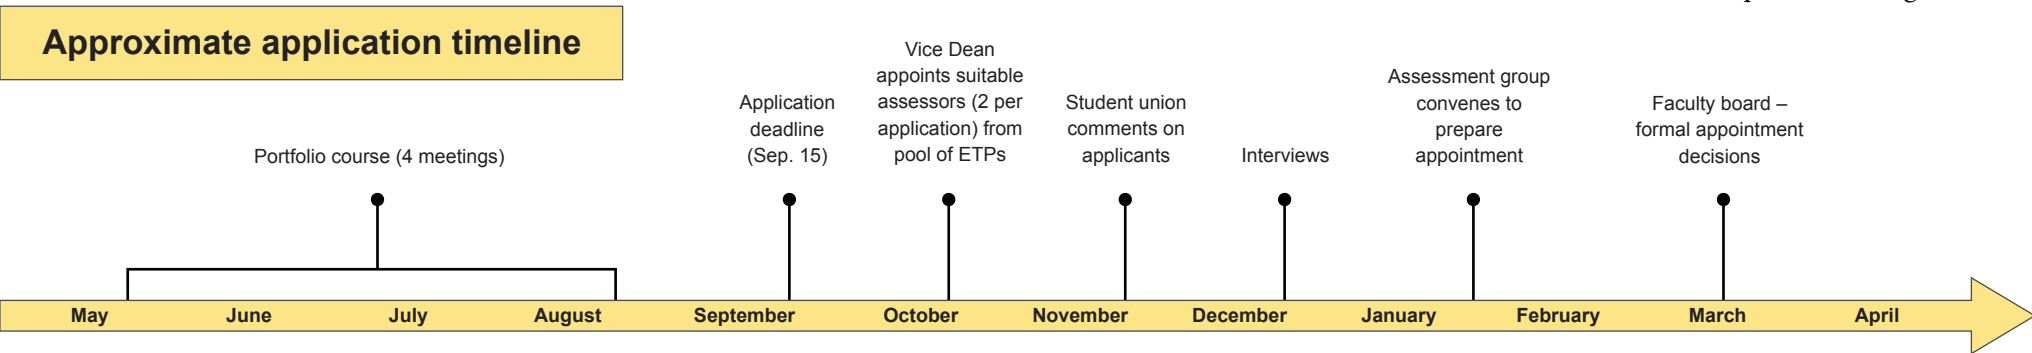 Approximate application timeline
Portfolio course (4 meetings)
Application
deadline
(Sep. 15)
Vice Dean
appoints suitable
assessors (2 per
application) from
pool of ETPs
Student union
comments on
applicants
Interviews
Assessment group
convenes to
prepare
appointment
Faculty board –
formal appointment
decisions
May June July August September October November December January February March April